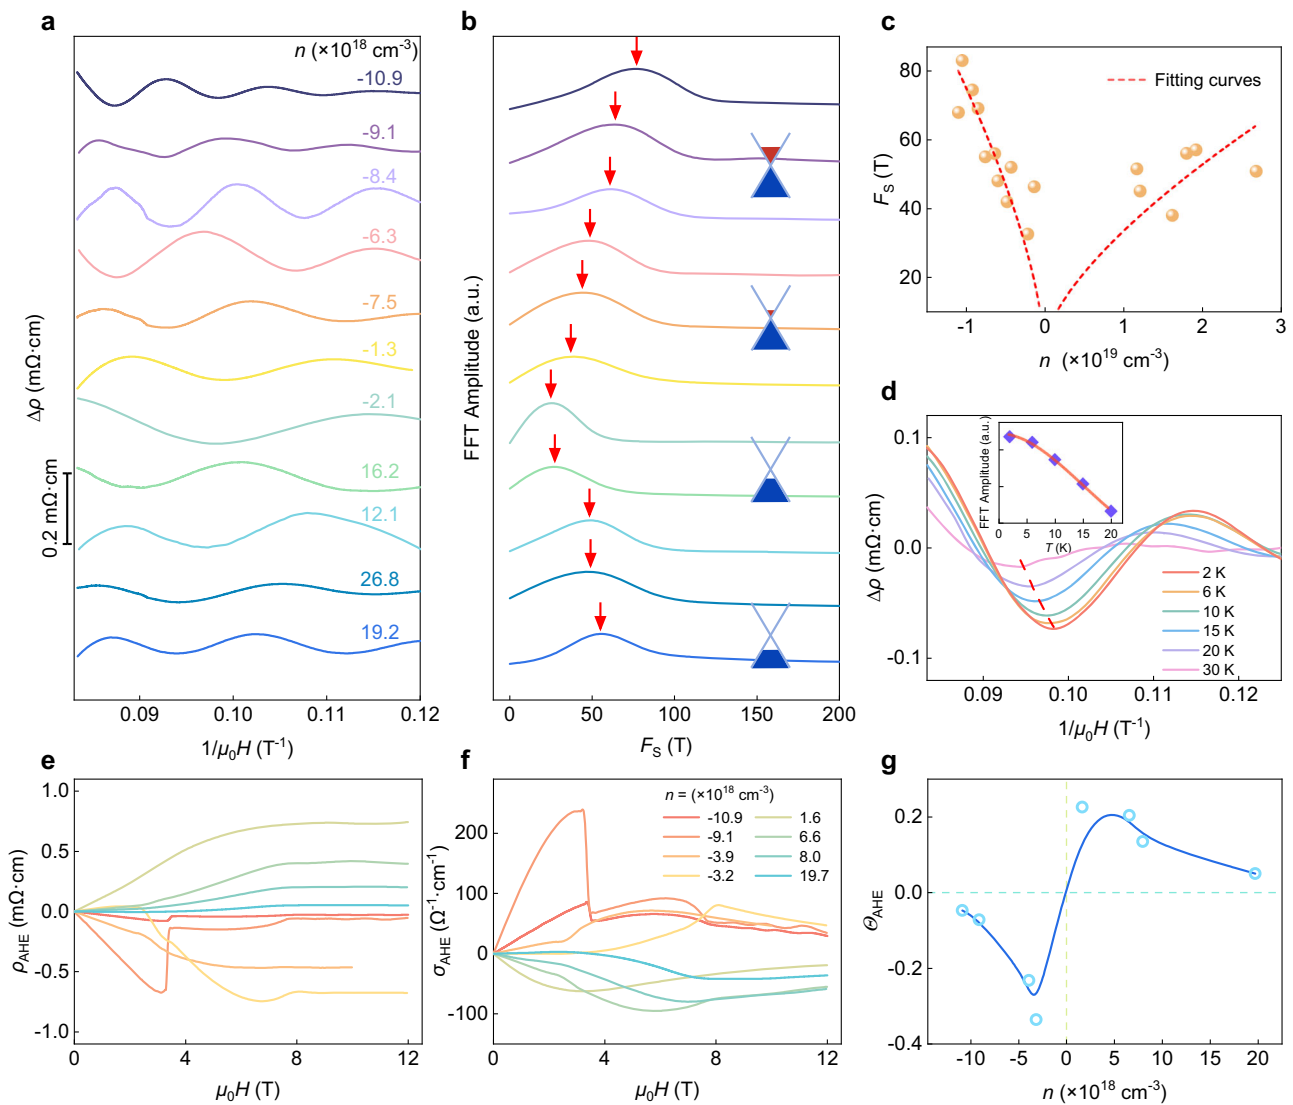 a
n (×10¹⁸ cm⁻³)
-10.9
-9.1
-8.4
-6.3
-7.5
-1.3
-2.1
16.2
12.1
26.8
19.2
0.2 mΩ·cm
Δρ (mΩ·cm)
0.09 0.10 0.11 0.12
1/μ₀H (T⁻¹)
b
FFT Amplitude (a.u.)
0 50 100 150 200
F_S (T)
c
Fitting curves
80
60
40
20
F_S (T)
-1 0 1 2 3
n (×10¹⁹ cm⁻³)
d
0.1
0.0
-0.1
Δρ (mΩ·cm)
FFT Amplitude (a.u.)
0 5 10 15 20
T (K)
2 K
6 K
10 K
15 K
20 K
30 K
0.09 0.10 0.11 0.12
1/μ₀H (T⁻¹)
e
1.0
0.5
0.0
-0.5
-1.0
ρ_AHE (mΩ·cm)
0 4 8 12
μ₀H (T)
f
n = (×10¹⁸ cm⁻³)
-10.9 1.6
-9.1 6.6
-3.9 8.0
-3.2 19.7
200
100
0
-100
σ_AHE (Ω⁻¹·cm⁻¹)
0 4 8 12
μ₀H (T)
g
0.2
0.0
-0.2
-0.4
Θ_AHE
-10 -5 0 5 10 15 20
n (×10¹⁸ cm⁻³)